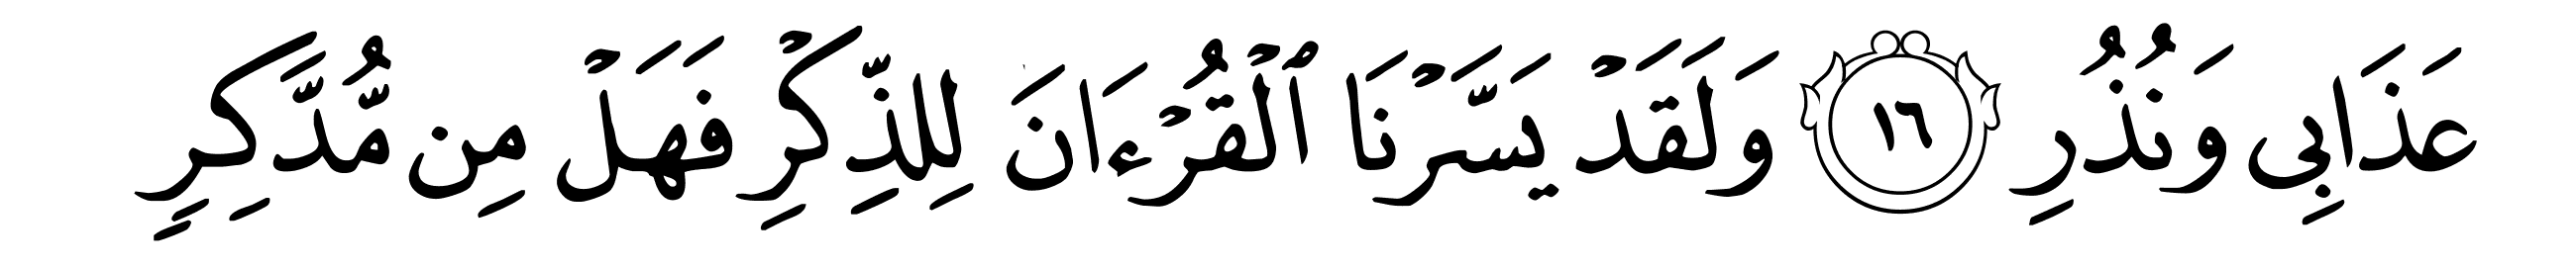 عَذَابِي وَنُذُرِ ١٦ وَلَقَدْ يَسَّرْنَا ٱلْقُرْءَانَ لِلذِّكْرِ فَهَلْ مِن مُّدَّكِرٍ